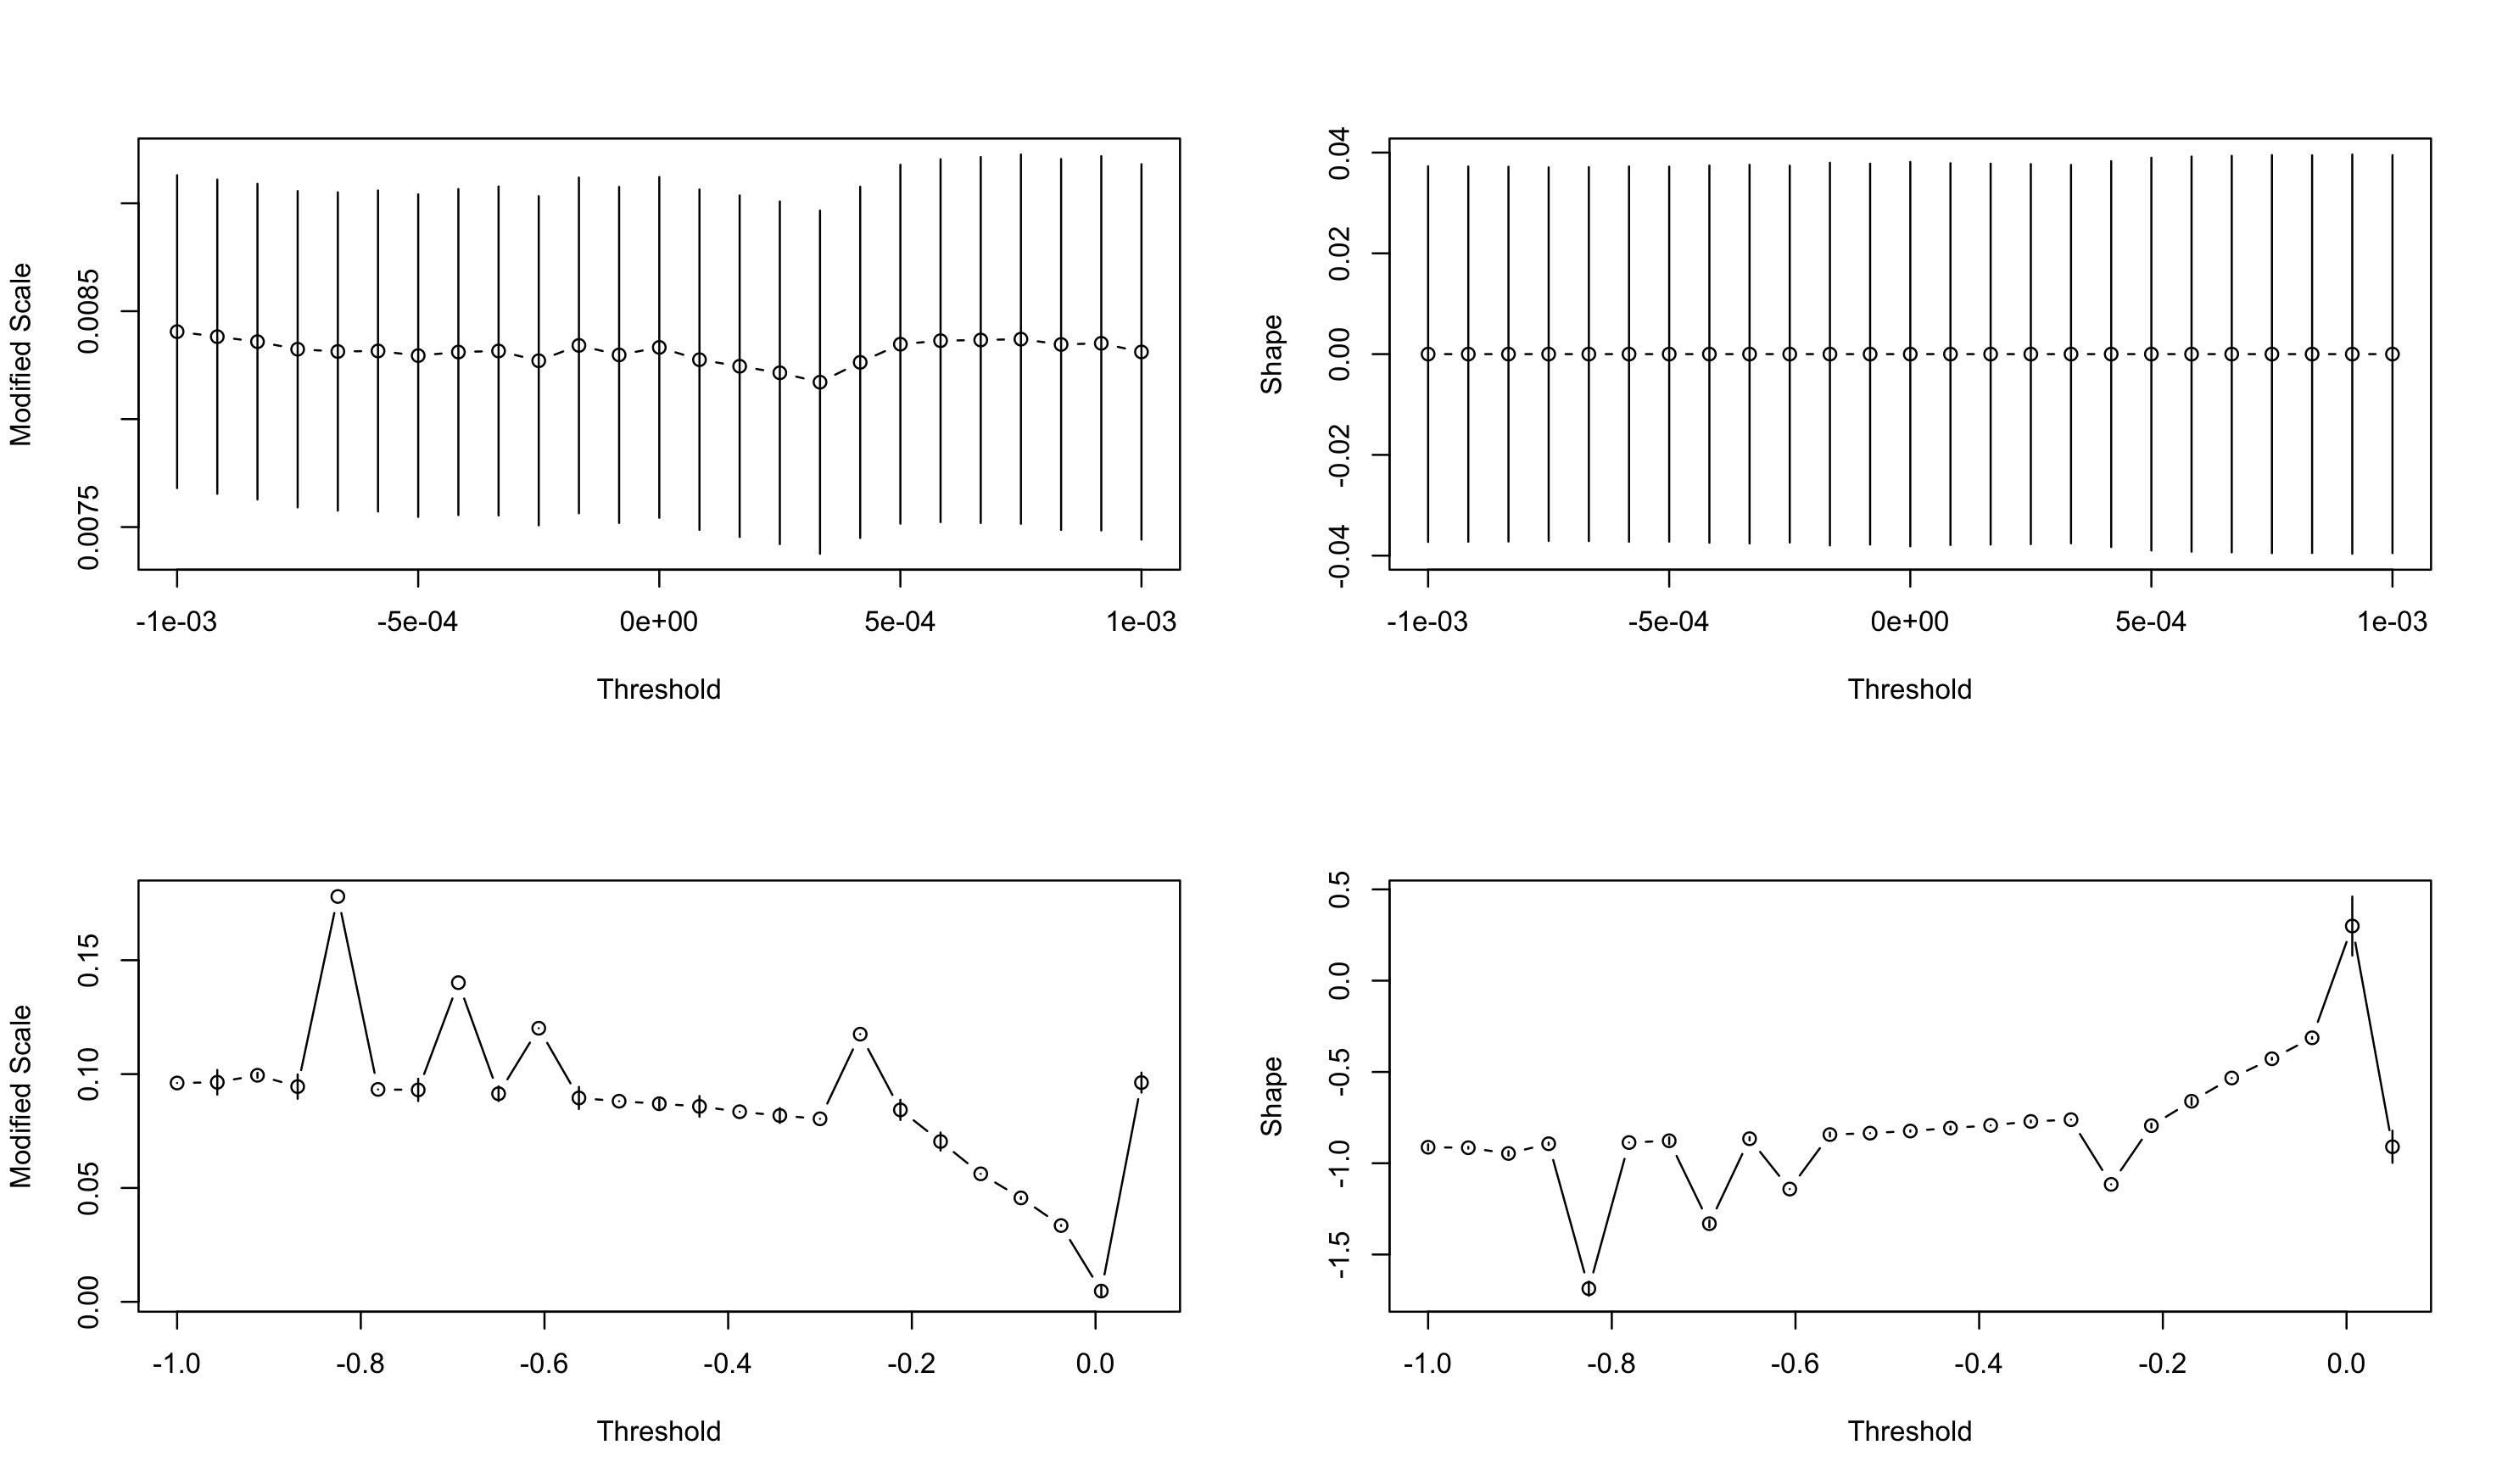 Modified Scale
0.0075
0.0085
-1e-03 -5e-04 0e+00 5e-04 1e-03
Threshold
Shape
-0.04
-0.02
0.00
0.02
0.04
-1e-03 -5e-04 0e+00 5e-04 1e-03
Threshold
Modified Scale
0.00
0.05
0.10
0.15
-1.0 -0.8 -0.6 -0.4 -0.2 0.0
Threshold
Shape
-1.5
-1.0
-0.5
0.0
0.5
-1.0 -0.8 -0.6 -0.4 -0.2 0.0
Threshold